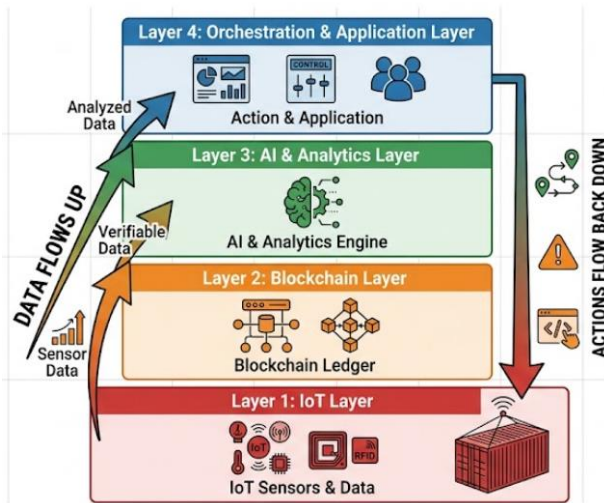 Layer 4: Orchestration & Application Layer
CONTROL
Action & Application
Analyzed
Data
Layer 3: AI & Analytics Layer
AI & Analytics Engine
Verifiable
Data
DATA FLOWS UP
Layer 2: Blockchain Layer
Blockchain Ledger
Sensor
Data
Layer 1: IoT Layer
IoT
RFID
IoT Sensors & Data
ACTIONS FLOW BACK DOWN
</>